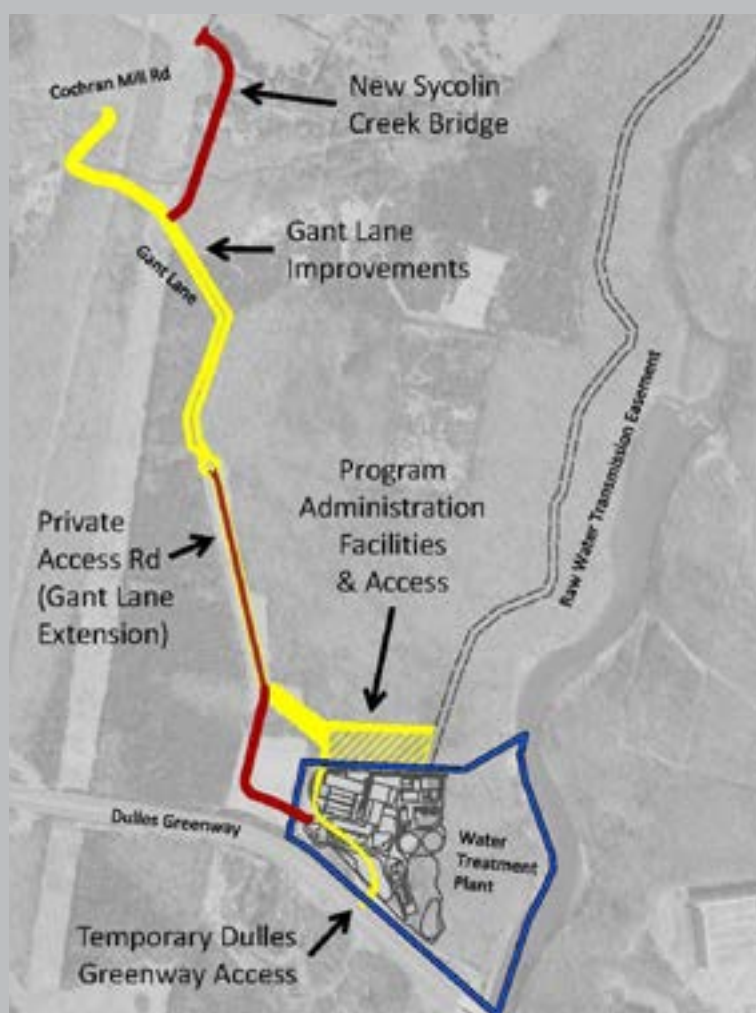 Cochran Mill Rd
New Sycolin
Creek Bridge
Gant Lane
Improvements
Gant Lane
Program
Administration
Facilities
& Access
Raw Water Transmission Easement
Private
Access Rd
(Gant Lane
Extension)
Dulles Greenway
Water
Treatment
Plant
Temporary Dulles
Greenway Access